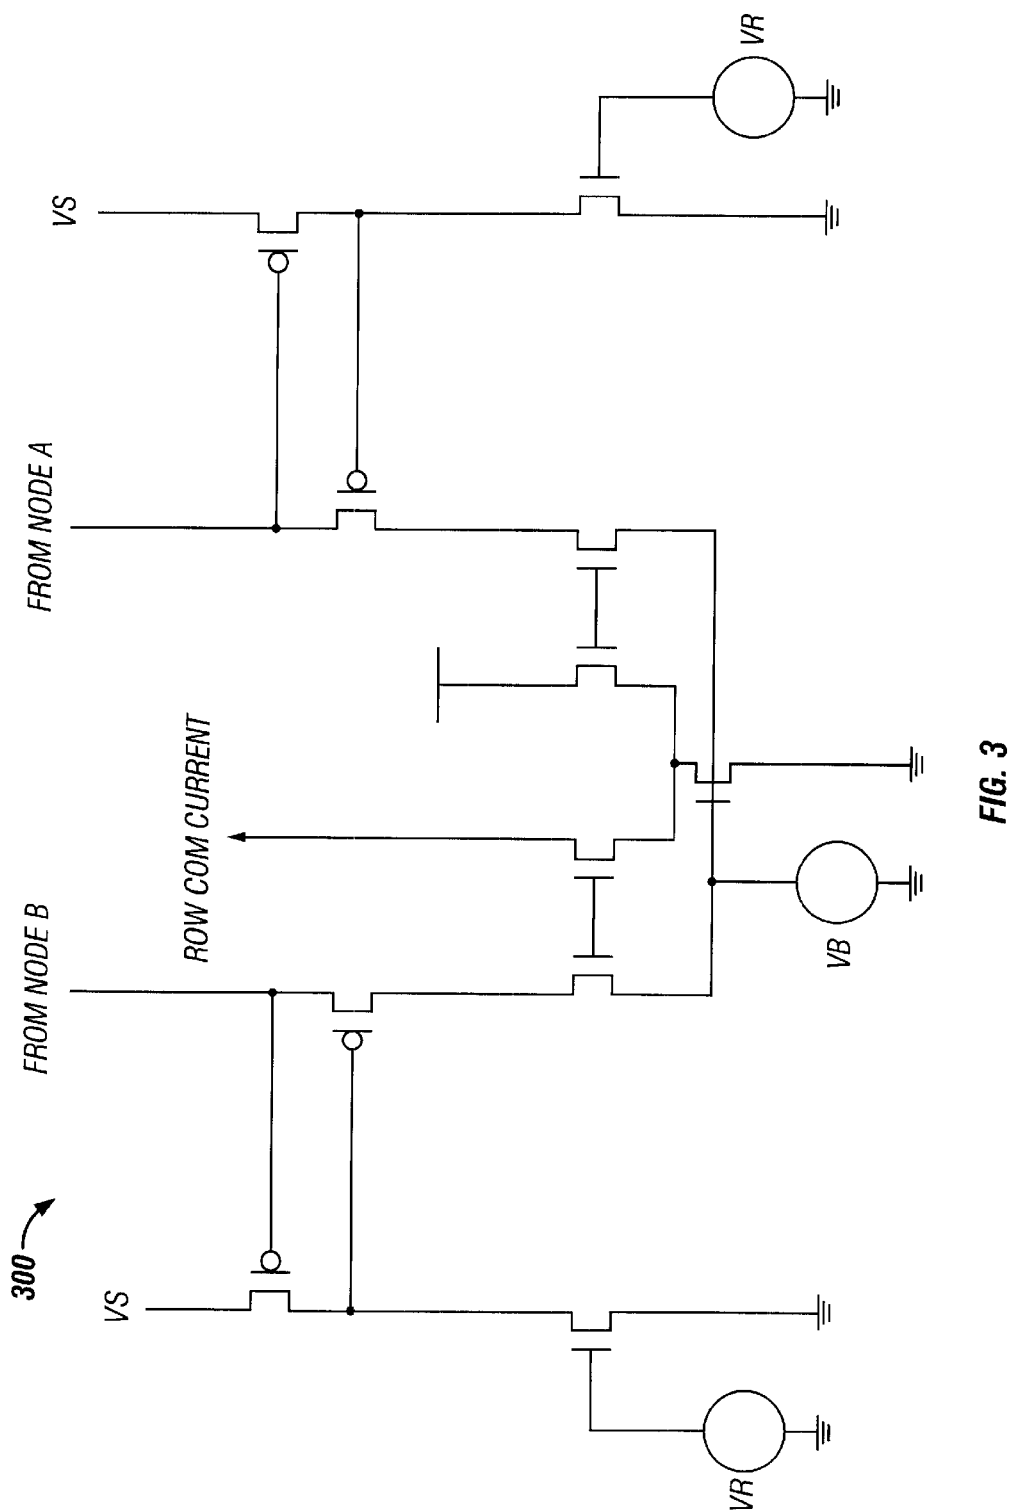 300
VS
FROM NODE B
ROW COM CURRENT
FROM NODE A
VS
VR
VB
VR
FIG. 3